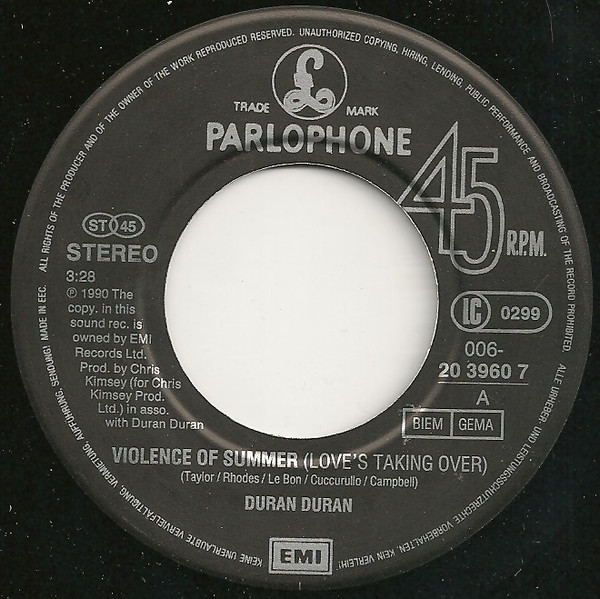 ALL RIGHTS OF THE PRODUCER AND OF THE OWNER OF THE WORK REPRODUCED RESERVED. UNAUTHORIZED COPYING, HIRING, LENDING, PUBLIC PERFORMANCE AND BROADCASTING OF THE RECORD PROHIBITED.
£
TRADE MARK
PARLOPHONE
45 R.P.M.
ST 45
STEREO
3:28
℗ 1990 The
copy. in this
sound rec. is
owned by EMI
Records Ltd.
Prod. by Chris
Kimsey (for Chris
Kimsey Prod.
Ltd.) in asso.
with Duran Duran
LC 0299
006-
20 3960 7
A
BIEM GEMA
VIOLENCE OF SUMMER (LOVE'S TAKING OVER)
(Taylor / Rhodes / Le Bon / Cuccurullo / Campbell)
DURAN DURAN
EMI
ALLE URHEBER- UND LEISTUNGSSCHUTZRECHTE VORBEHALTEN KEIN VERLEIH! KEINE UNERLAUBTE VERVIELFÄLTIGUNG, VERMIETUNG, AUFFÜHRUNG, SENDUNG! MADE IN EEC.